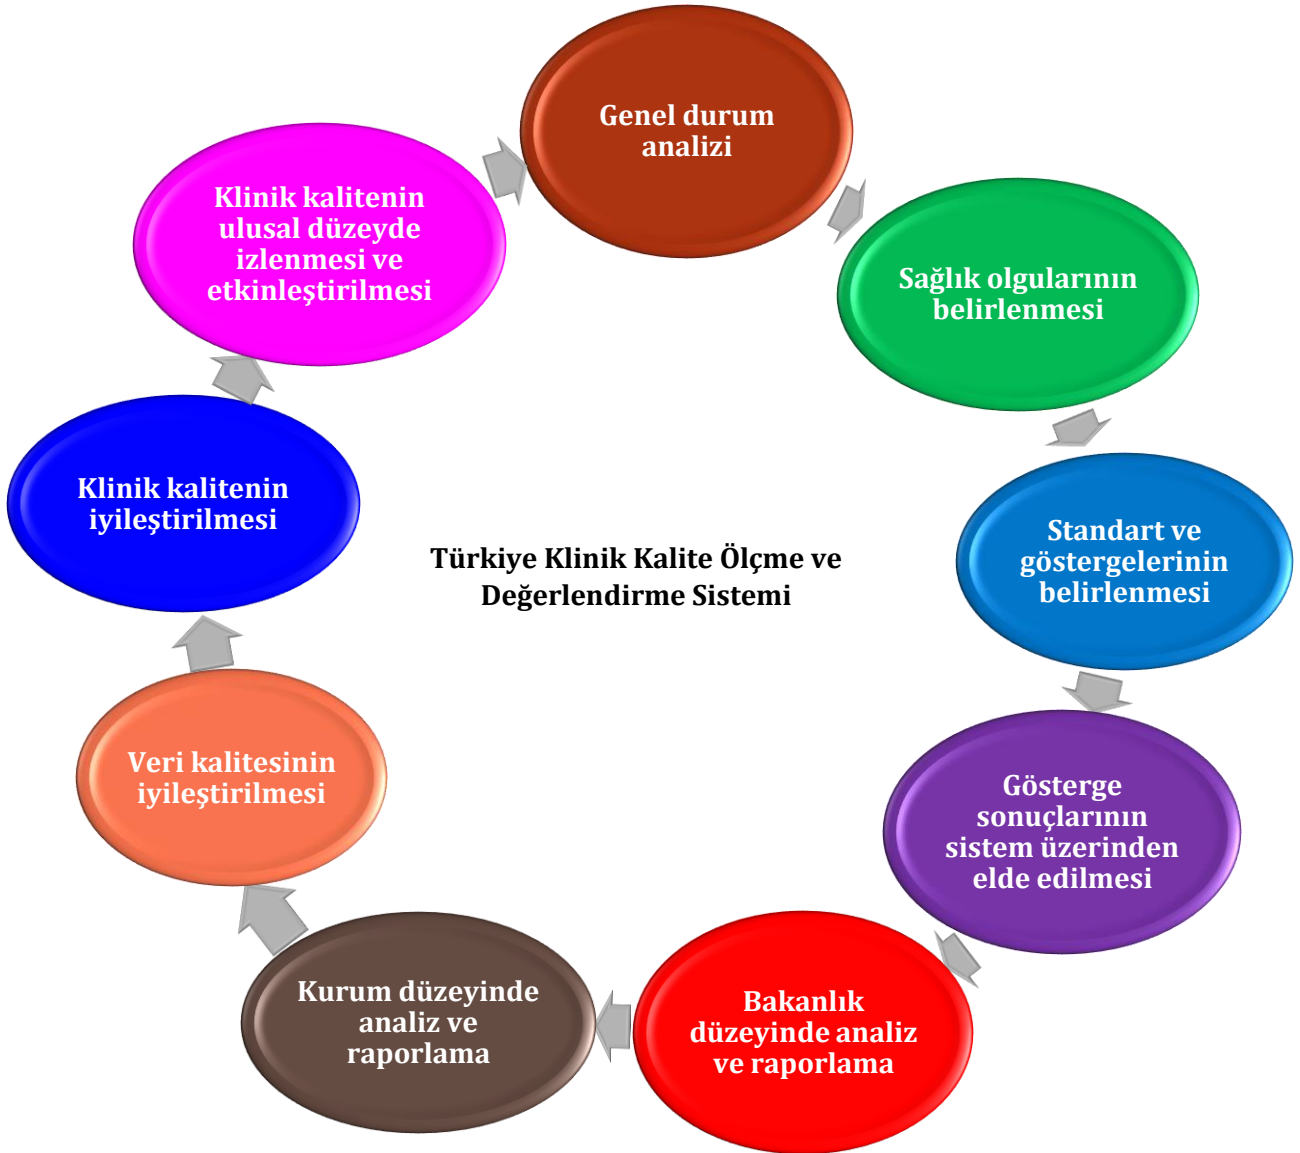 Genel durum
analizi
Sağlık olgularının
belirlenmesi
Standart ve
göstergelerinin
belirlenmesi
Gösterge
sonuçlarının
sistem üzerinden
elde edilmesi
Bakanlık
düzeyinde analiz
ve raporlama
Kurum düzeyinde
analiz ve
raporlama
Veri kalitesinin
iyileştirilmesi
Klinik kalitenin
iyileştirilmesi
Klinik kalitenin
ulusal düzeyde
izlenmesi ve
etkinleştirilmesi
Türkiye Klinik Kalite Ölçme ve
Değerlendirme Sistemi